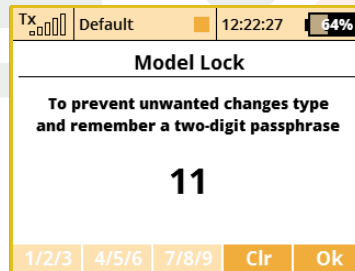 Tx Default 12:22:27 64%
Model Lock
To prevent unwanted changes type
and remember a two-digit passphrase
11
1/2/3 4/5/6 7/8/9 Clr Ok